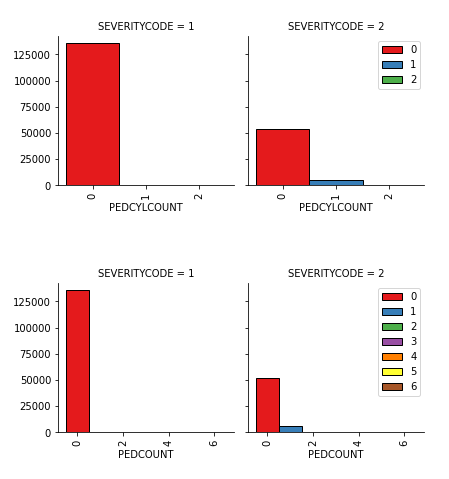 SEVERITYCODE = 1
SEVERITYCODE = 2
125000
100000
75000
50000
25000
0
0 1 2
PEDCYLCOUNT
0 1 2
PEDCYLCOUNT
0
1
2
SEVERITYCODE = 1
SEVERITYCODE = 2
125000
100000
75000
50000
25000
0
0 2 4 6
PEDCOUNT
0 2 4 6
PEDCOUNT
0
1
2
3
4
5
6